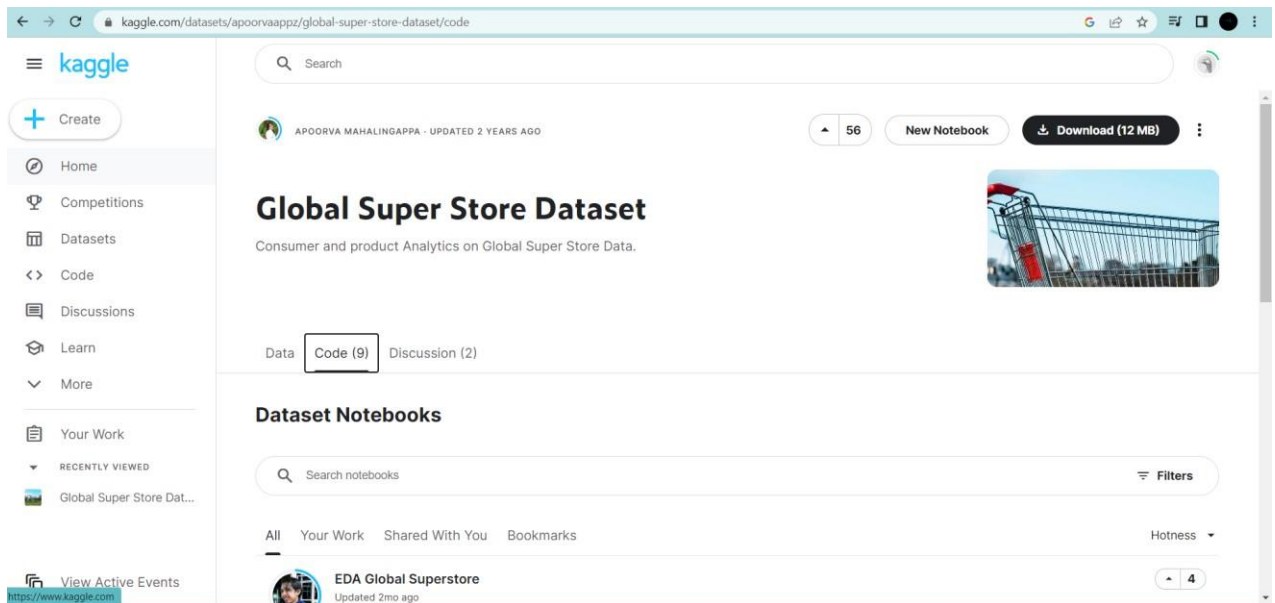 kaggle.com/datasets/apoorvaappz/global-super-store-dataset/code
kaggle
Search
Create
APOORVA MAHALINGAPPA · UPDATED 2 YEARS AGO
56
New Notebook
Download (12 MB)
Home
Competitions
Datasets
Code
Discussions
Learn
More
Global Super Store Dataset
Consumer and product Analytics on Global Super Store Data.
Data Code (9) Discussion (2)
Dataset Notebooks
Your Work
RECENTLY VIEWED
Global Super Store Dat...
Search notebooks
Filters
All Your Work Shared With You Bookmarks
Hotness
View Active Events
https://www.kaggle.com
EDA Global Superstore
Updated 2mo ago
4